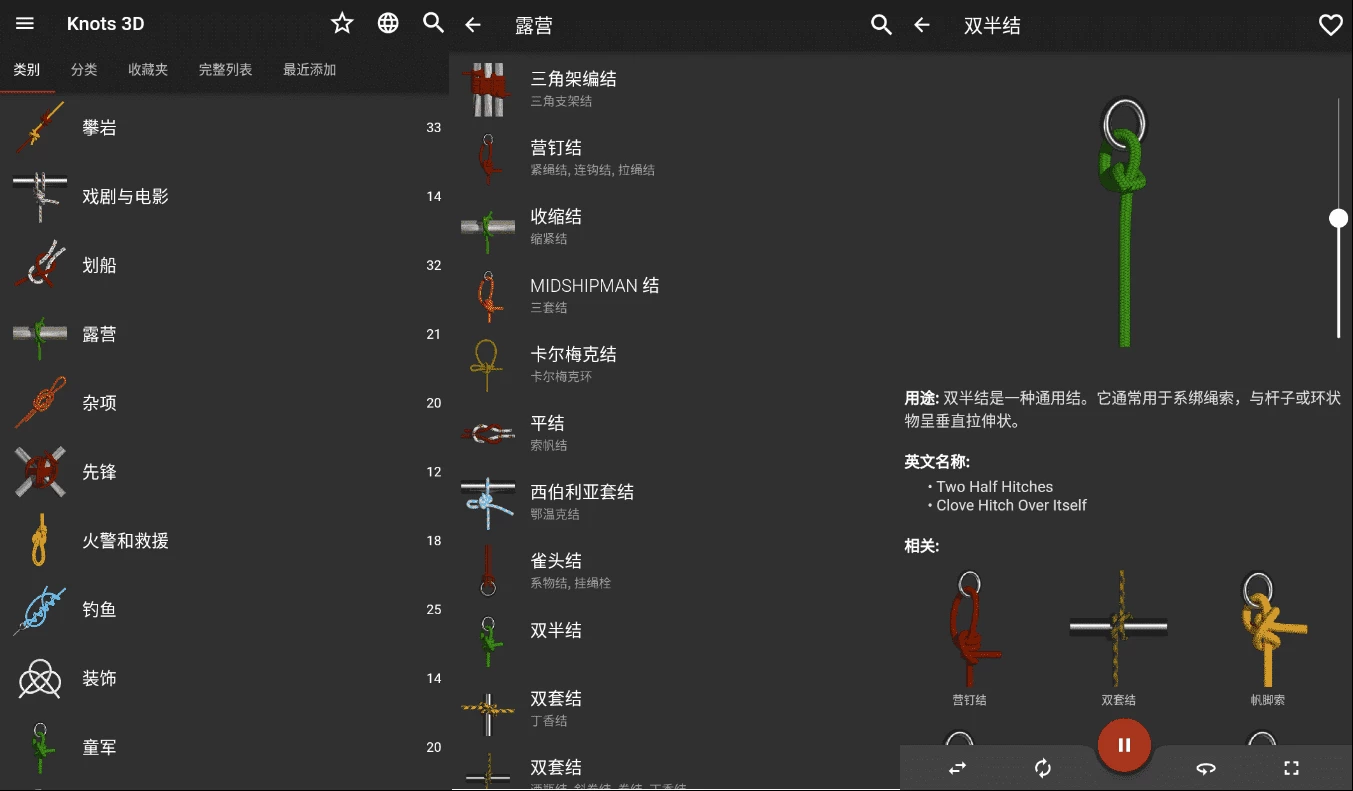 Knots 3D
类别 分类 收藏夹 完整列表 最近添加
攀岩 33
戏剧与电影 14
划船 32
露营 21
杂项 20
先锋 12
火警和救援 18
钓鱼 25
装饰 14
童军 20
露营
三角架编结
三角支架结
营钉结
紧绳结, 连钩结, 拉绳结
收缩结
缩紧结
MIDSHIPMAN 结
三套结
卡尔梅克结
卡尔梅克环
平结
索帆结
西伯利亚套结
鄂温克结
雀头结
系物结, 挂绳栓
双半结
双套结
丁香结
双套结
双半结
用途: 双半结是一种通用结。它通常用于系绑绳索，与杆子或环状
物呈垂直拉伸状。
英文名称:
• Two Half Hitches
• Clove Hitch Over Itself
相关:
营钉结 双套结 帆脚索